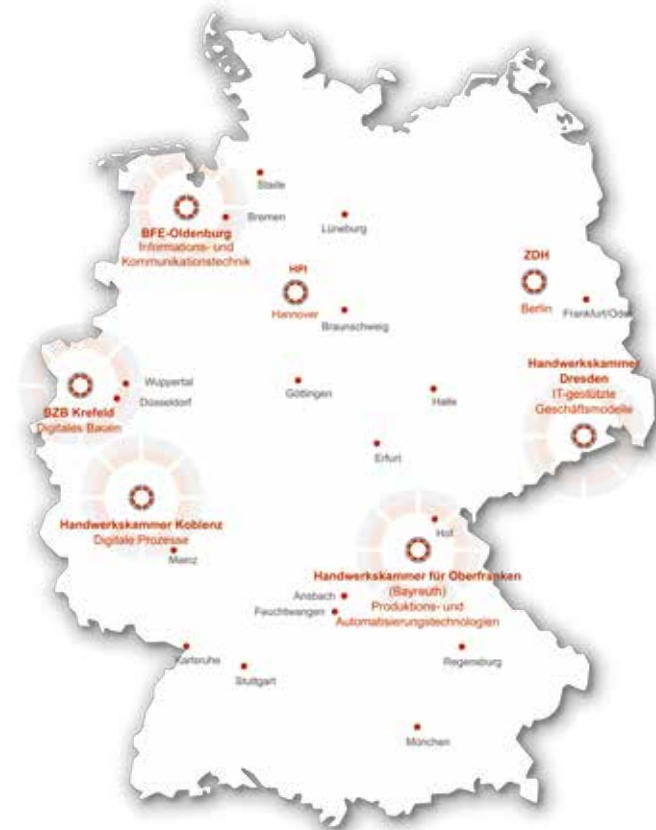 Stade
Bremen
Lüneburg
BFE-Oldenburg
Informations- und
Kommunikationstechnik
HPI
Hannover
ZDH
Berlin
Frankfurt/Oder
Braunschweig
Handwerkskammer
Dresden
IT-gestützte
Geschäftsmodelle
Wuppertal
Düsseldorf
BZB Krefeld
Digitales Bauen
Göttingen
Halle
Erfurt
Handwerkskammer Koblenz
Digitale Prozesse
Mainz
Hof
Handwerkskammer für Oberfranken
(Bayreuth)
Produktions- und
Automatisierungstechnologien
Ansbach
Feuchtwangen
Karlsruhe
Stuttgart
Regensburg
München